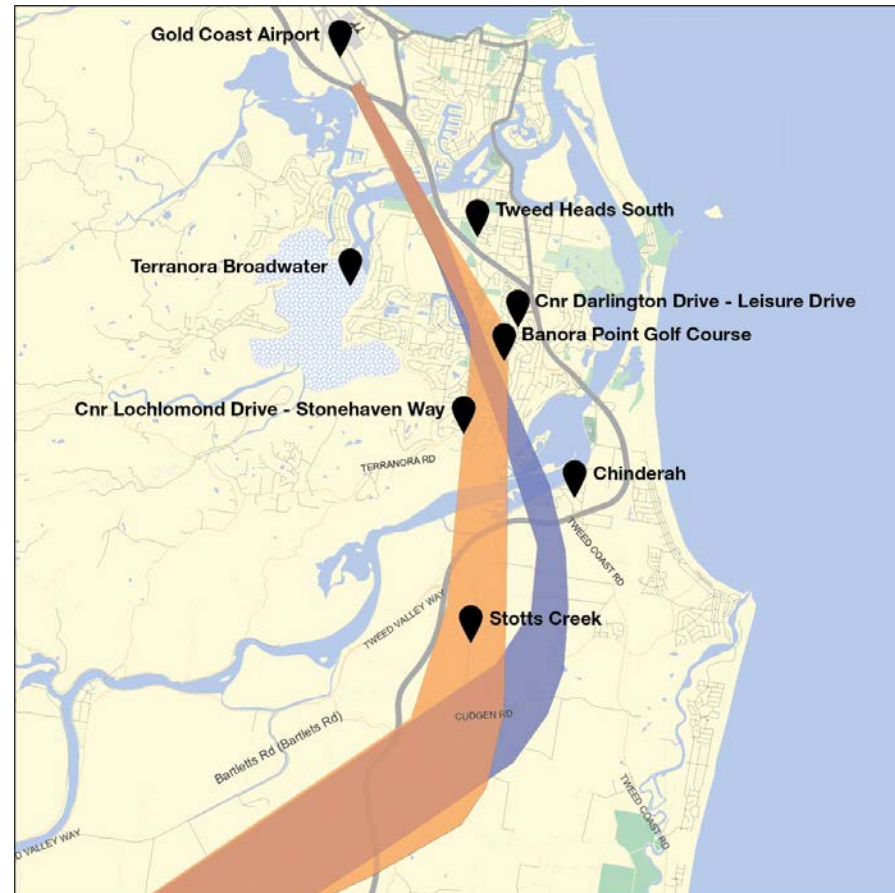 Gold Coast Airport
Tweed Heads South
Terranora Broadwater
Cnr Darlington Drive - Leisure Drive
Banora Point Golf Course
Cnr Lochlomond Drive - Stonehaven Way
TERRANORA RD
Chinderah
TWEED COAST RD
TWEED VALLEY WAY
Stotts Creek
CUDGEN RD
Bartletts Rd (Bartlets Rd)
TWEED COAST RD
D VALLEY WAY